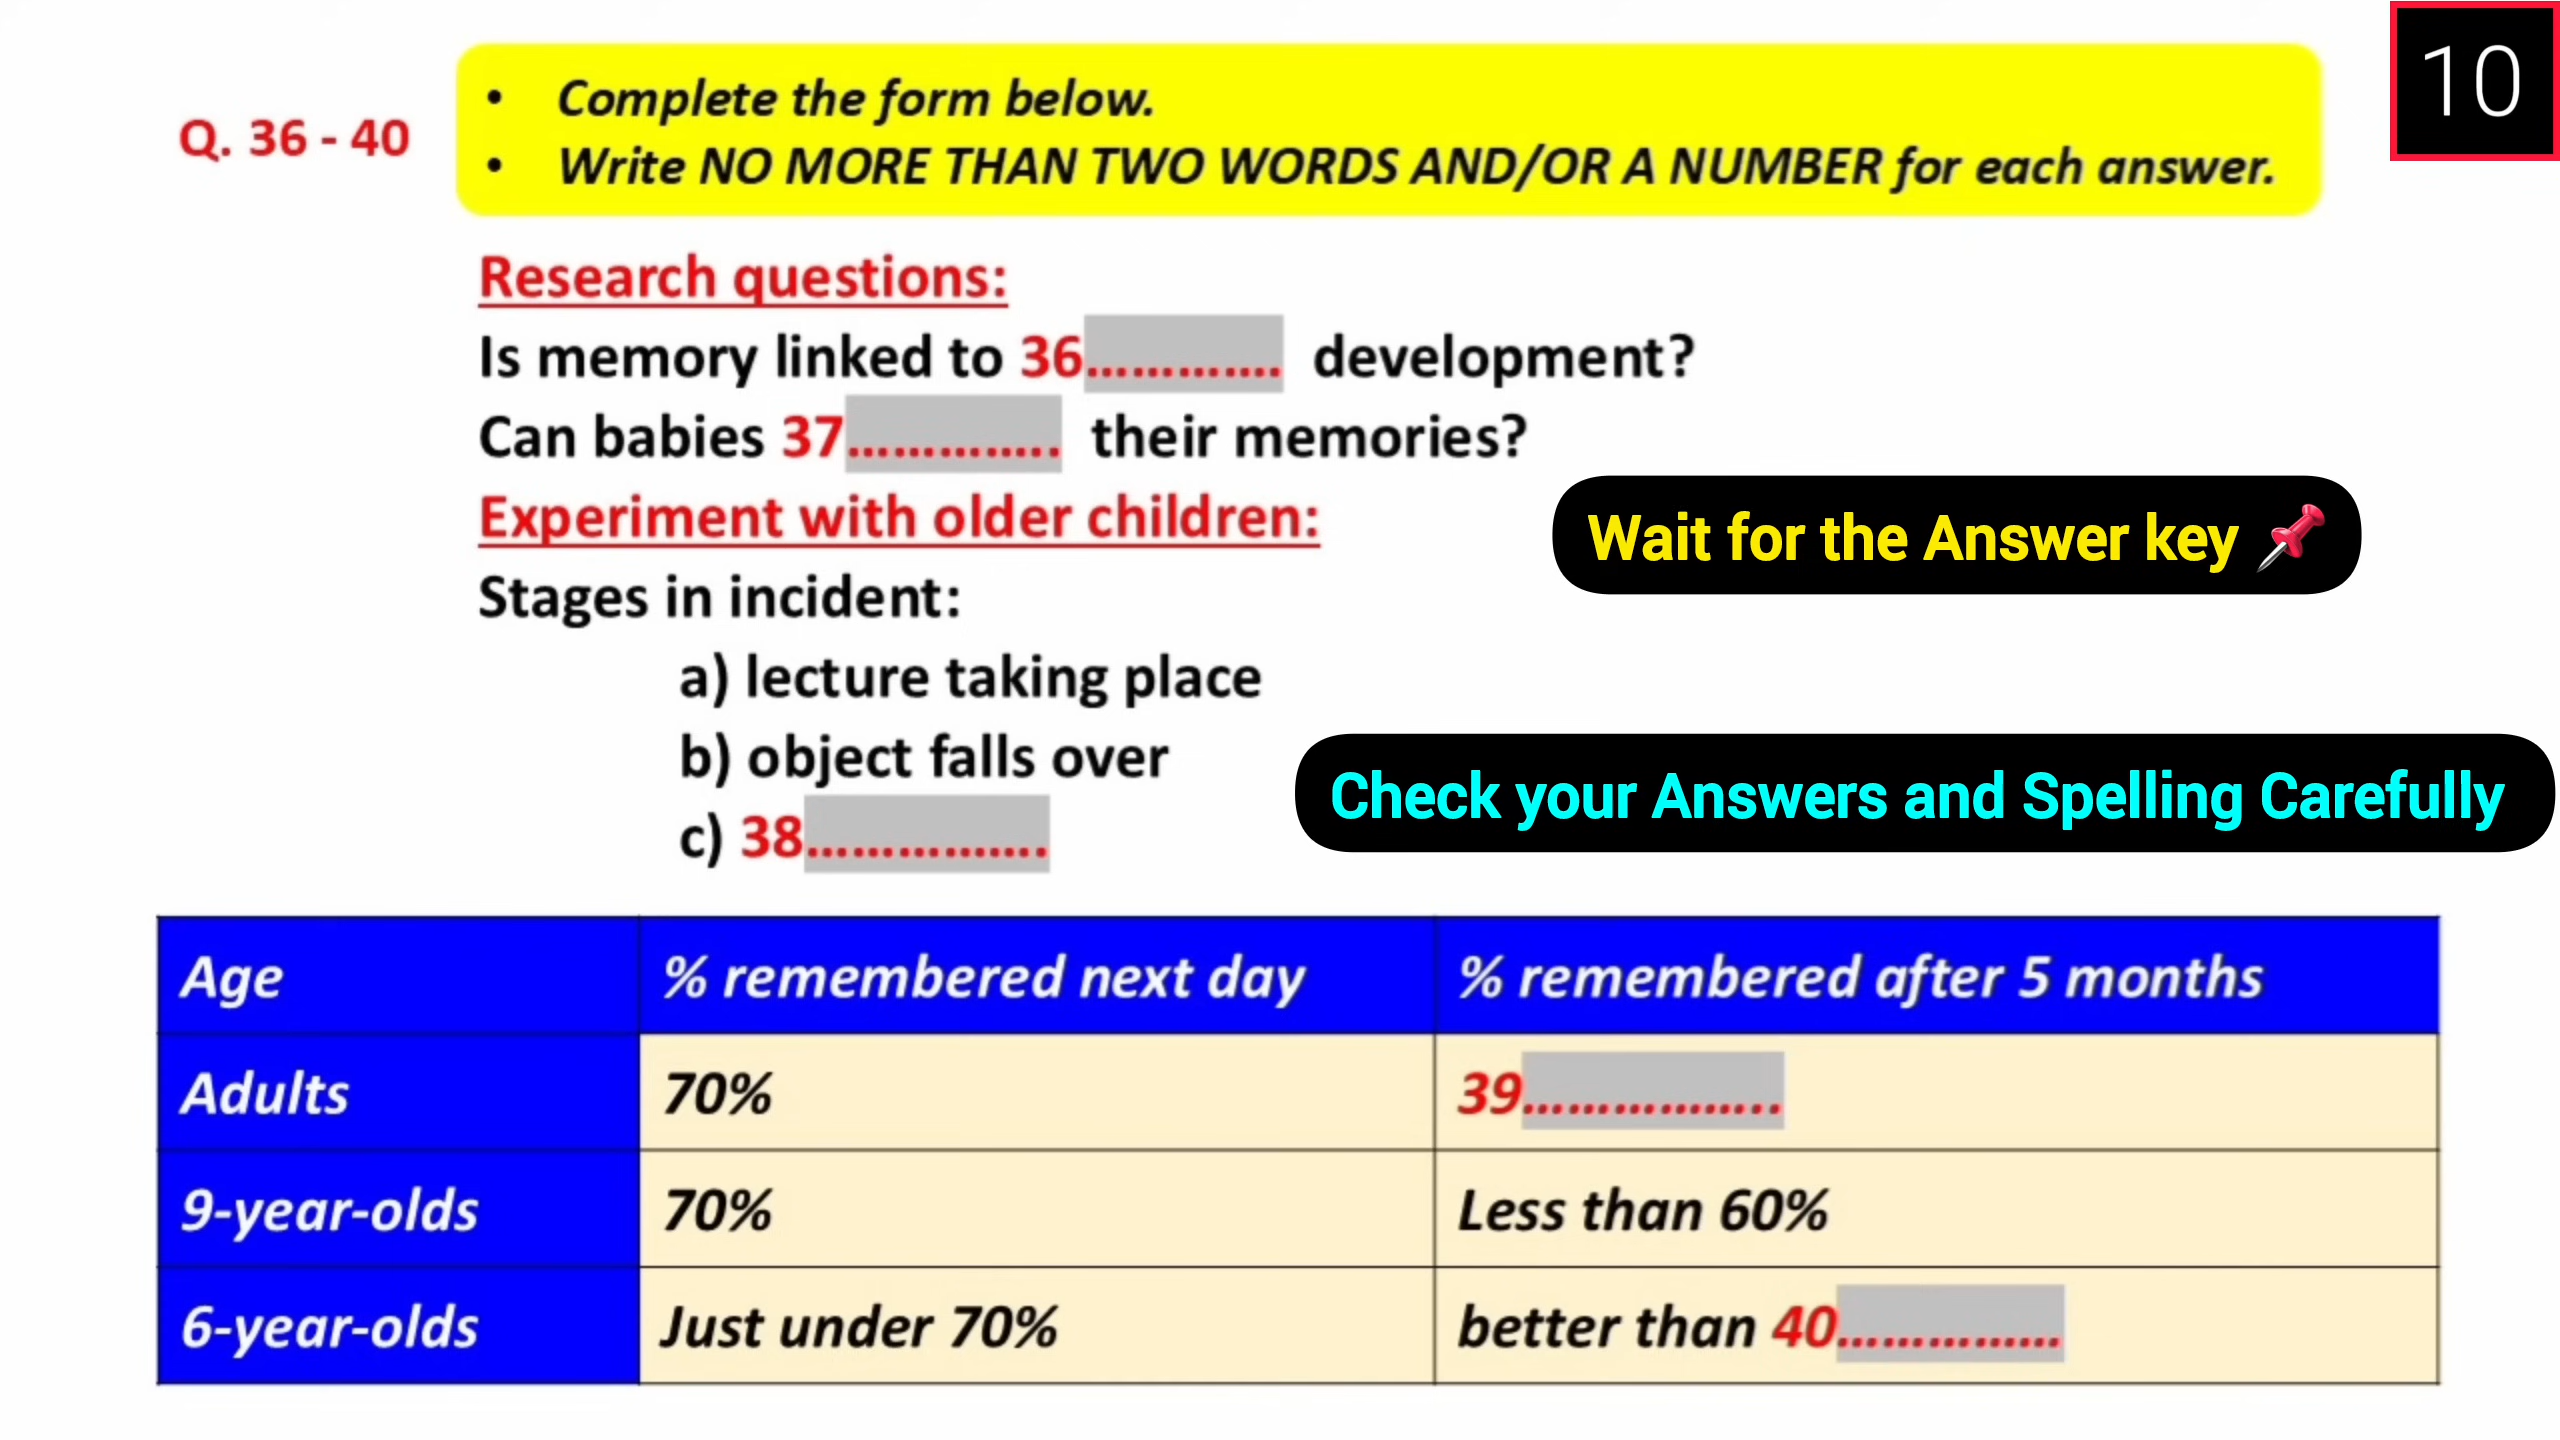 10
Q. 36 - 40
• Complete the form below.
• Write NO MORE THAN TWO WORDS AND/OR A NUMBER for each answer.
Research questions:
Is memory linked to 36............. development?
Can babies 37.............. their memories?
Experiment with older children:
Wait for the Answer key 📌
Stages in incident:
a) lecture taking place
b) object falls over
Check your Answers and Spelling Carefully
c) 38................
Age % remembered next day % remembered after 5 months
Adults 70% 39.................
9-year-olds 70% Less than 60%
6-year-olds Just under 70% better than 40...............